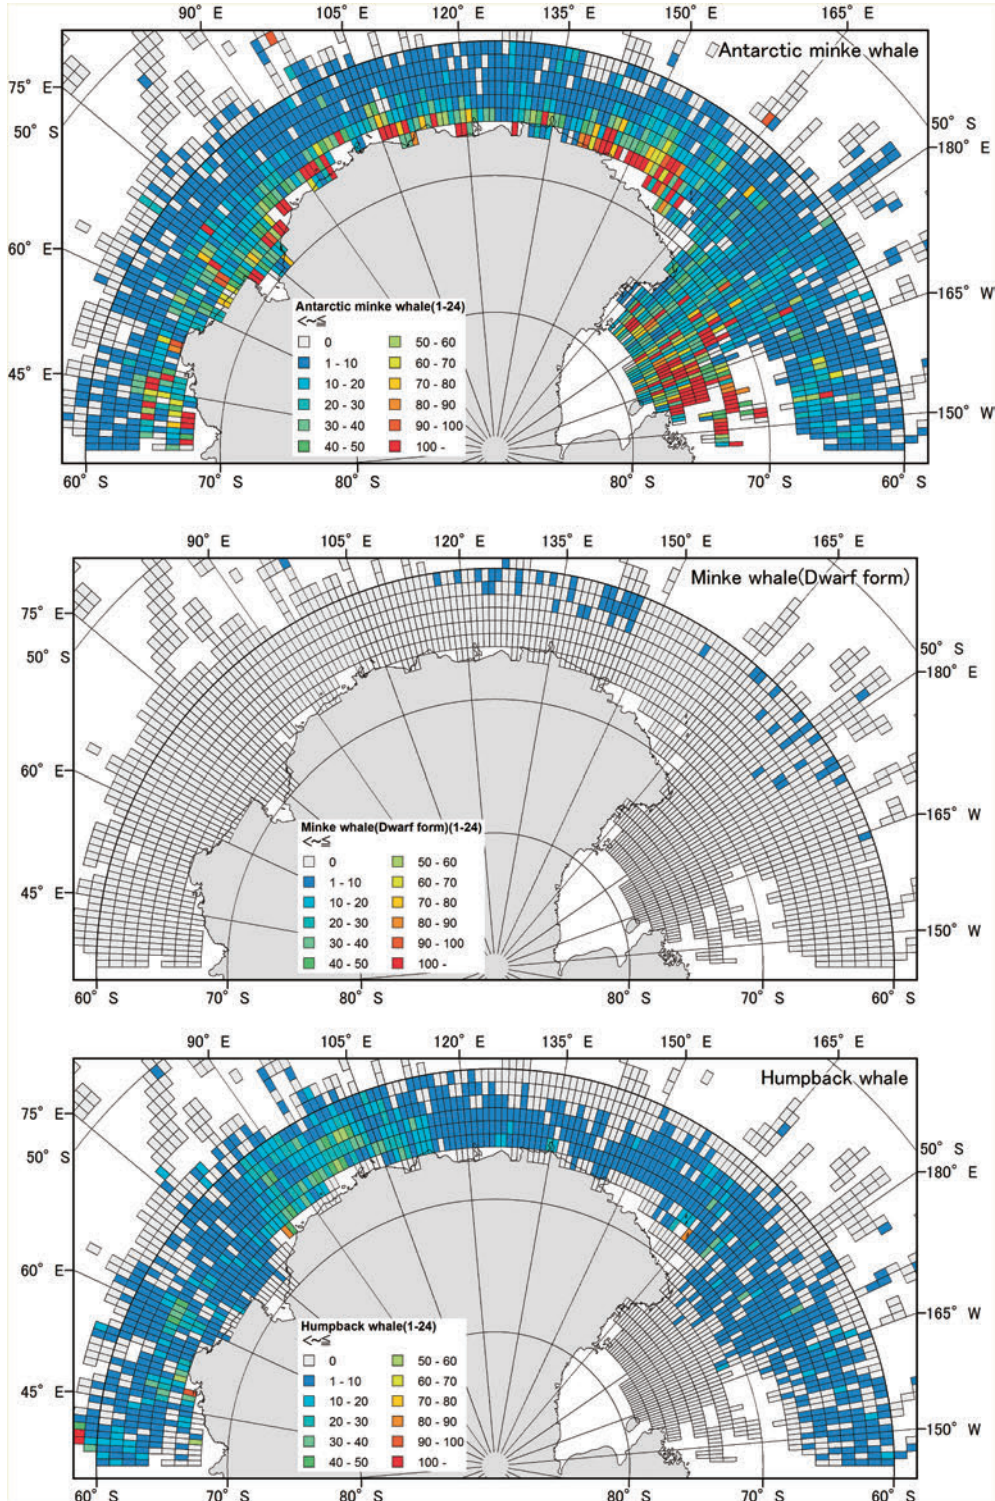 90° E 105° E 120° E 135° E 150° E 165° E
Antarctic minke whale
75° E
50° S
50° S
180° E
60° E
165° W
Antarctic minke whale(1-24)
<~≦
0 50 - 60
1 - 10 60 - 70
10 - 20 70 - 80
20 - 30 80 - 90
30 - 40 90 - 100
40 - 50 100 -
45° E
150° W
60° S 70° S 80° S 80° S 70° S 60° S
90° E 105° E 120° E 135° E 150° E 165° E
Minke whale(Dwarf form)
75° E
50° S
50° S
180° E
60° E
165° W
Minke whale(Dwarf form)(1-24)
<~≦
0 50 - 60
1 - 10 60 - 70
10 - 20 70 - 80
20 - 30 80 - 90
30 - 40 90 - 100
40 - 50 100 -
45° E
150° W
60° S 70° S 80° S 80° S 70° S 60° S
90° E 105° E 120° E 135° E 150° E 165° E
Humpback whale
75° E
50° S
50° S
180° E
60° E
165° W
Humpback whale(1-24)
<~≦
0 50 - 60
1 - 10 60 - 70
10 - 20 70 - 80
20 - 30 80 - 90
30 - 40 90 - 100
40 - 50 100 -
45° E
150° W
60° S 70° S 80° S 80° S 70° S 60° S